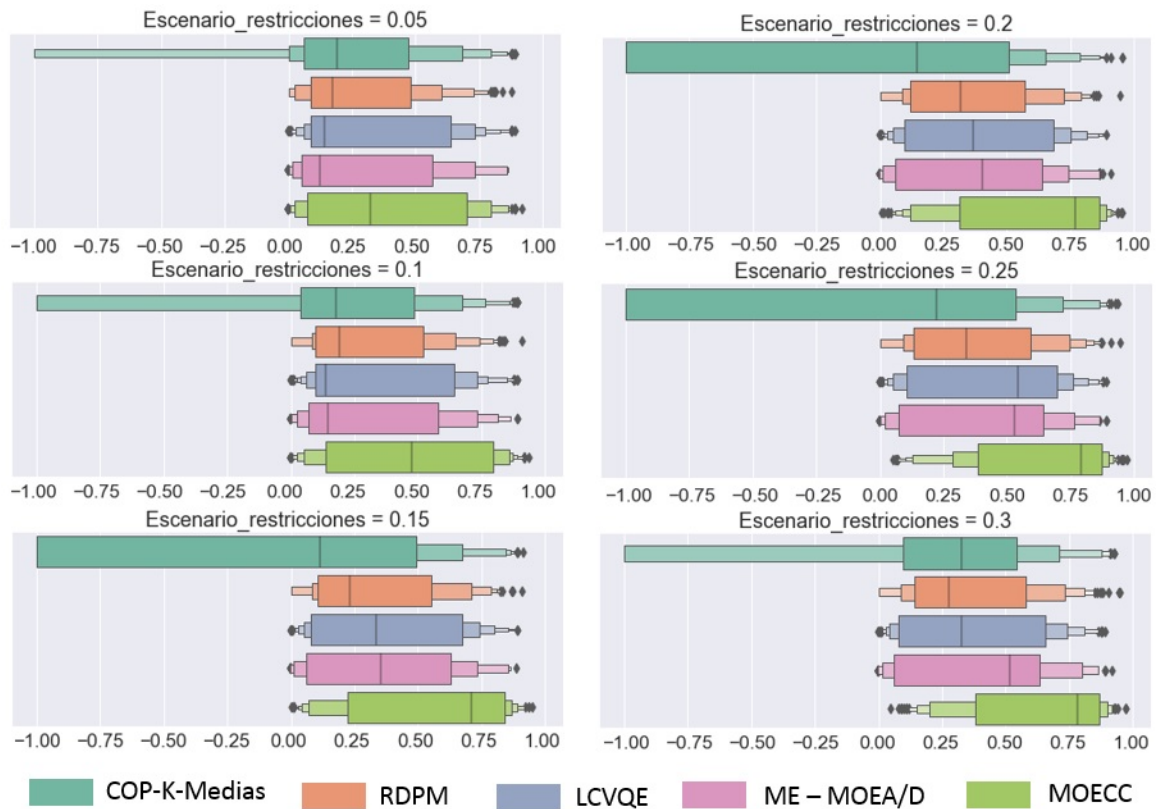 Escenario_restricciones = 0.05
−1.00 −0.75 −0.50 −0.25 0.00 0.25 0.50 0.75 1.00
Escenario_restricciones = 0.2
−1.00 −0.75 −0.50 −0.25 0.00 0.25 0.50 0.75 1.00
Escenario_restricciones = 0.1
−1.00 −0.75 −0.50 −0.25 0.00 0.25 0.50 0.75 1.00
Escenario_restricciones = 0.25
−1.00 −0.75 −0.50 −0.25 0.00 0.25 0.50 0.75 1.00
Escenario_restricciones = 0.15
−1.00 −0.75 −0.50 −0.25 0.00 0.25 0.50 0.75 1.00
Escenario_restricciones = 0.3
−1.00 −0.75 −0.50 −0.25 0.00 0.25 0.50 0.75 1.00
COP-K-Medias RDPM LCVQE ME – MOEA/D MOECC